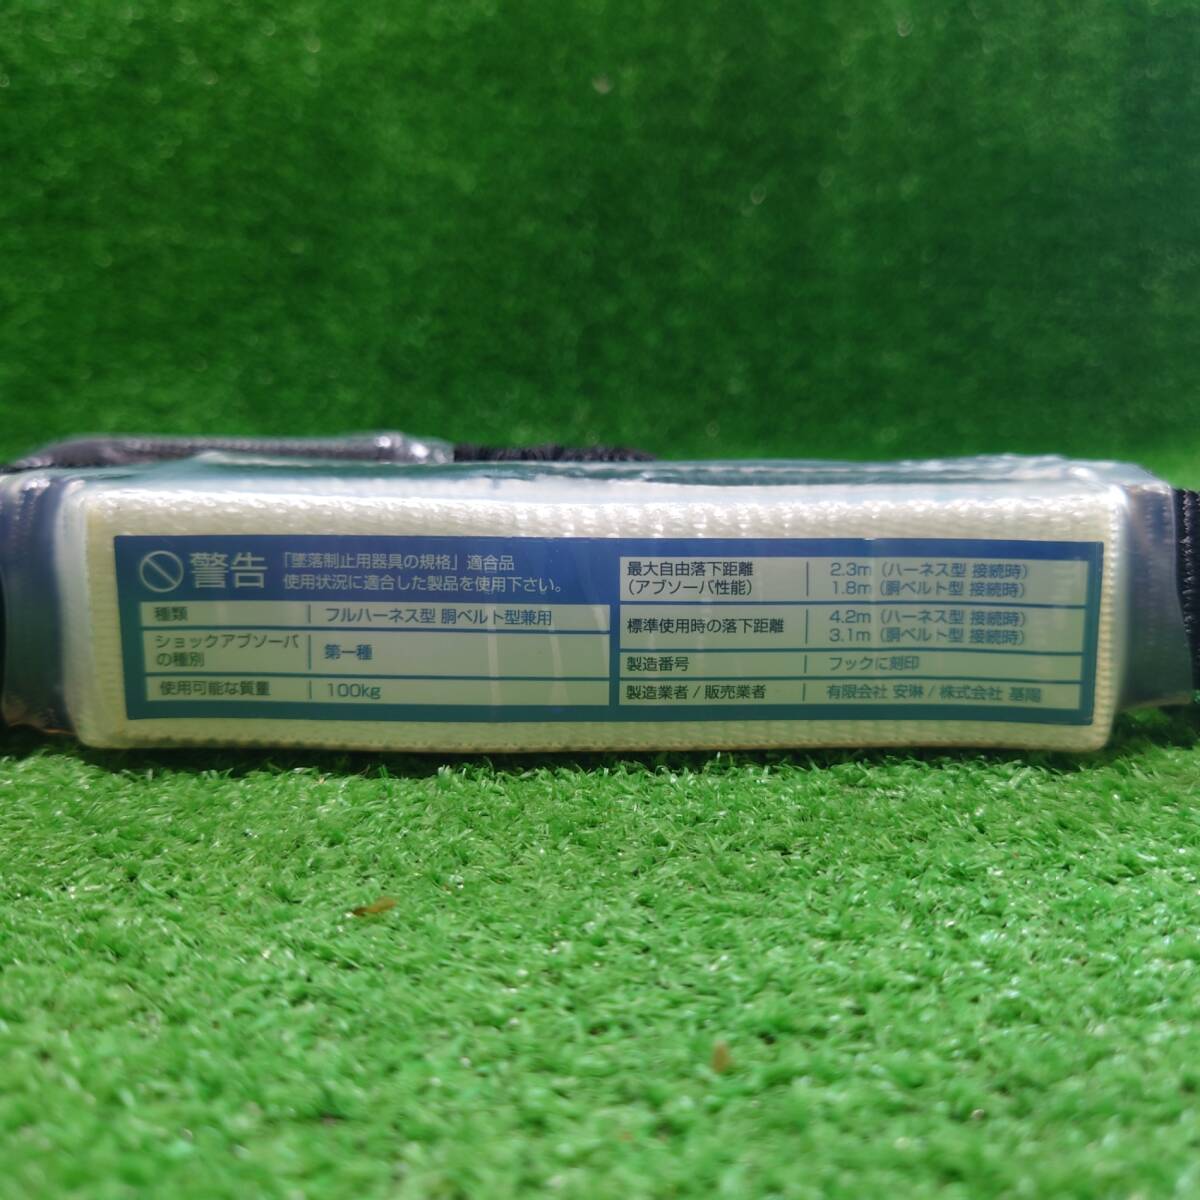 警告
「墜落制止用器具の規格」適合品
使用状況に適合した製品を使用下さい。
種類 フルハーネス型 胴ベルト型兼用
ショックアブソーバ
の種別 第一種
使用可能な質量 100kg
最大自由落下距離 2.3m（ハーネス型 接続時）
（アブソーバ性能） 1.8m（胴ベルト型 接続時）
標準使用時の落下距離 4.2m（ハーネス型 接続時）
3.1m（胴ベルト型 接続時）
製造番号 フックに刻印
製造業者 / 販売業者 有限会社 安琳 / 株式会社 基陽